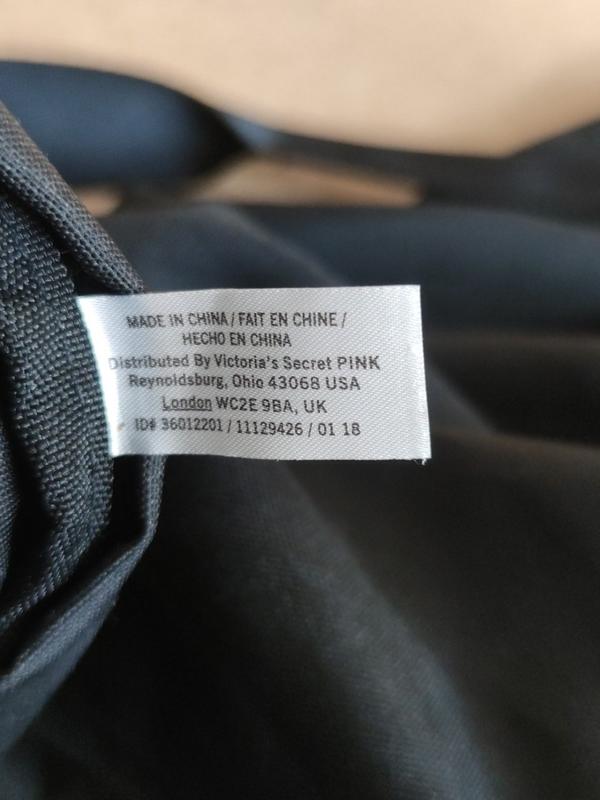 MADE IN CHINA / FAIT EN CHINE /
HECHO EN CHINA
Distributed By Victoria's Secret PINK
Reynoldsburg, Ohio 43068 USA
London WC2E 9BA, UK
ID# 36012201 / 11129426 / 01 18